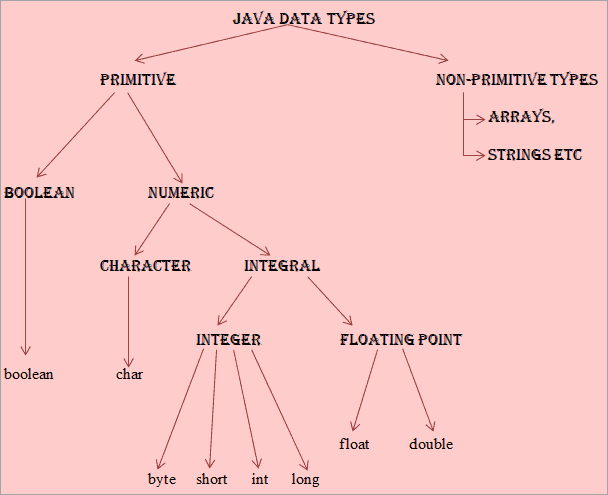 JAVA DATA TYPES
PRIMITIVE
NON-PRIMITIVE TYPES
ARRAYS,
STRINGS ETC
BOOLEAN
NUMERIC
CHARACTER
INTEGRAL
INTEGER
FLOATING POINT
boolean
char
float
double
byte
short
int
long